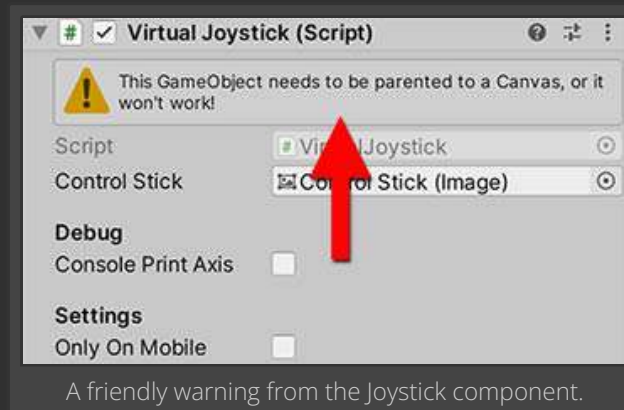 Virtual Joystick (Script)
This GameObject needs to be parented to a Canvas, or it
won't work!
Script
Control Stick
Control Stick (Image)
Debug
Console Print Axis
Settings
Only On Mobile
A friendly warning from the Joystick component.